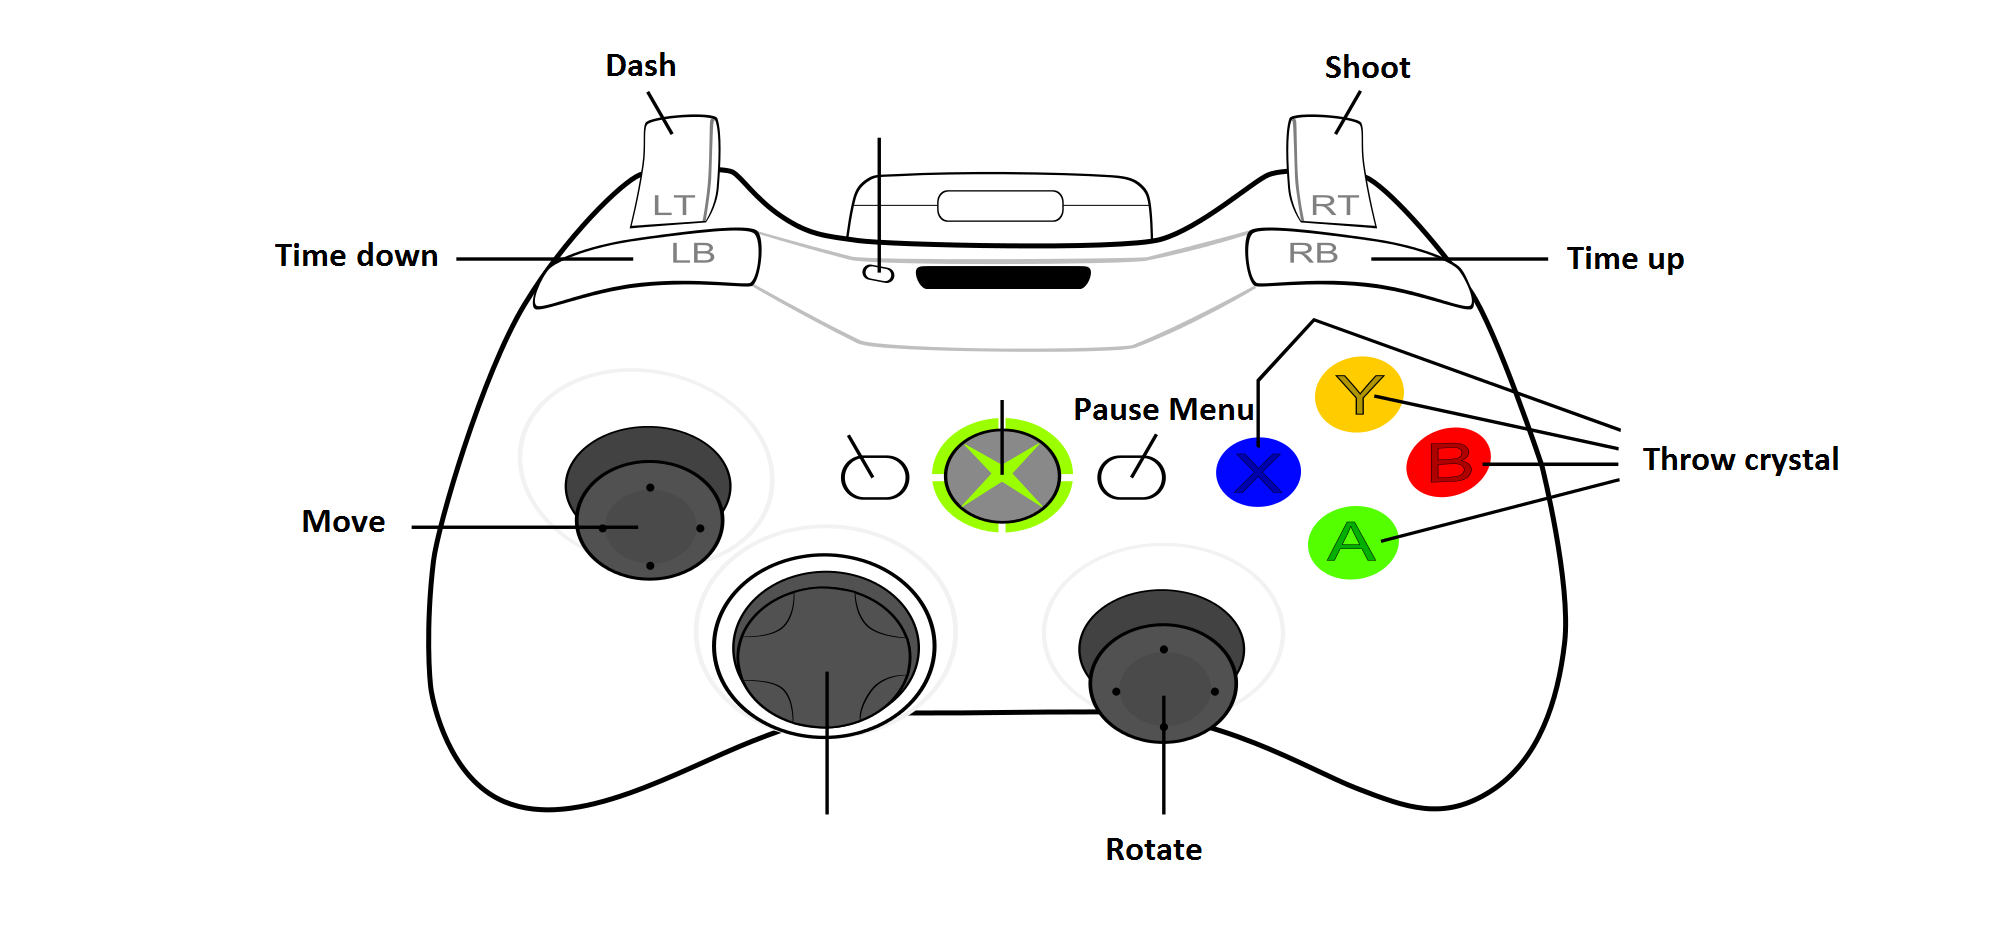 Dash
Shoot
LT
RT
Time down
LB
RB
Time up
Pause Menu
Y
X
B
Throw crystal
Move
A
Rotate